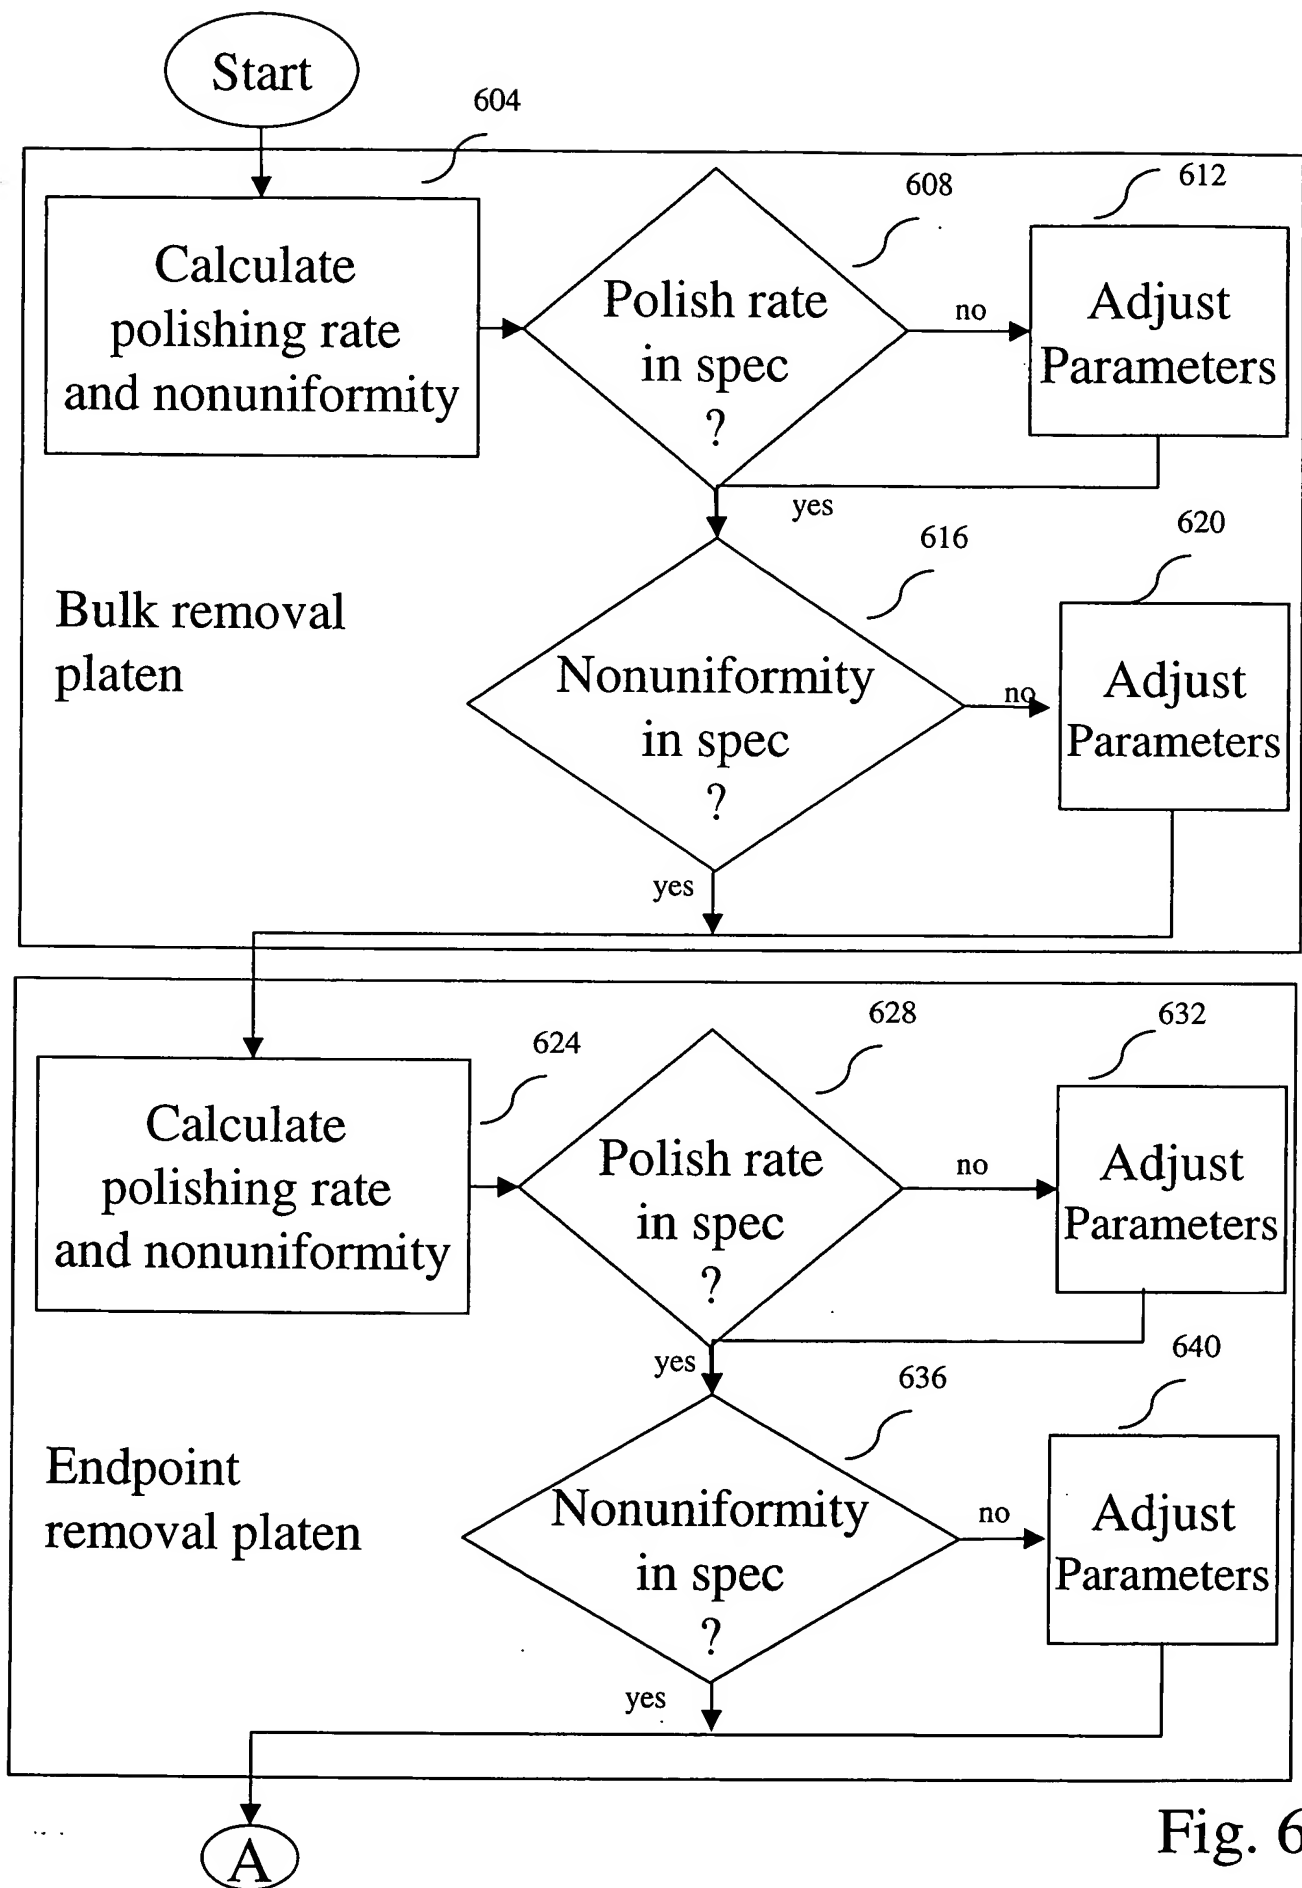 Start
604
Calculate
polishing rate
and nonuniformity
608
Polish rate
in spec
?
no
612
Adjust
Parameters
yes
Bulk removal
platen
616
Nonuniformity
in spec
?
no
620
Adjust
Parameters
yes
624
Calculate
polishing rate
and nonuniformity
628
Polish rate
in spec
?
no
632
Adjust
Parameters
yes
Endpoint
removal platen
636
Nonuniformity
in spec
?
no
640
Adjust
Parameters
yes
A
Fig. 6